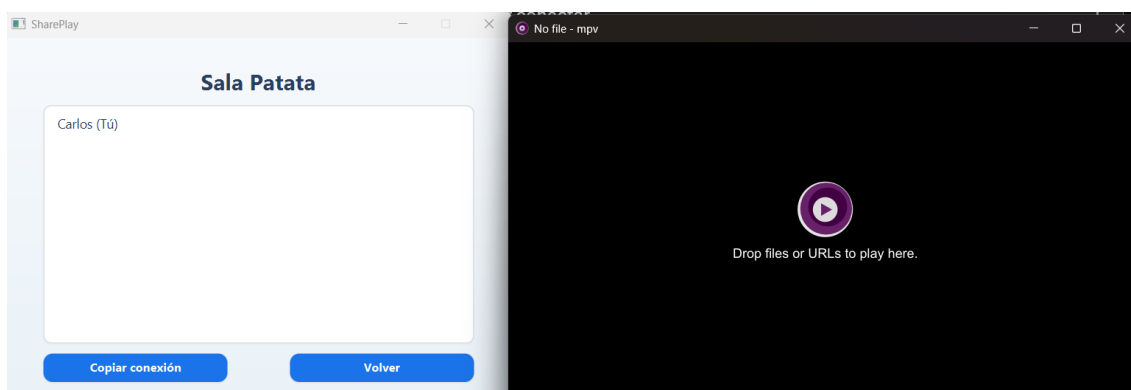 SharePlay
Sala Patata
Carlos (Tú)
Copiar conexión
Volver
No file - mpv
Drop files or URLs to play here.